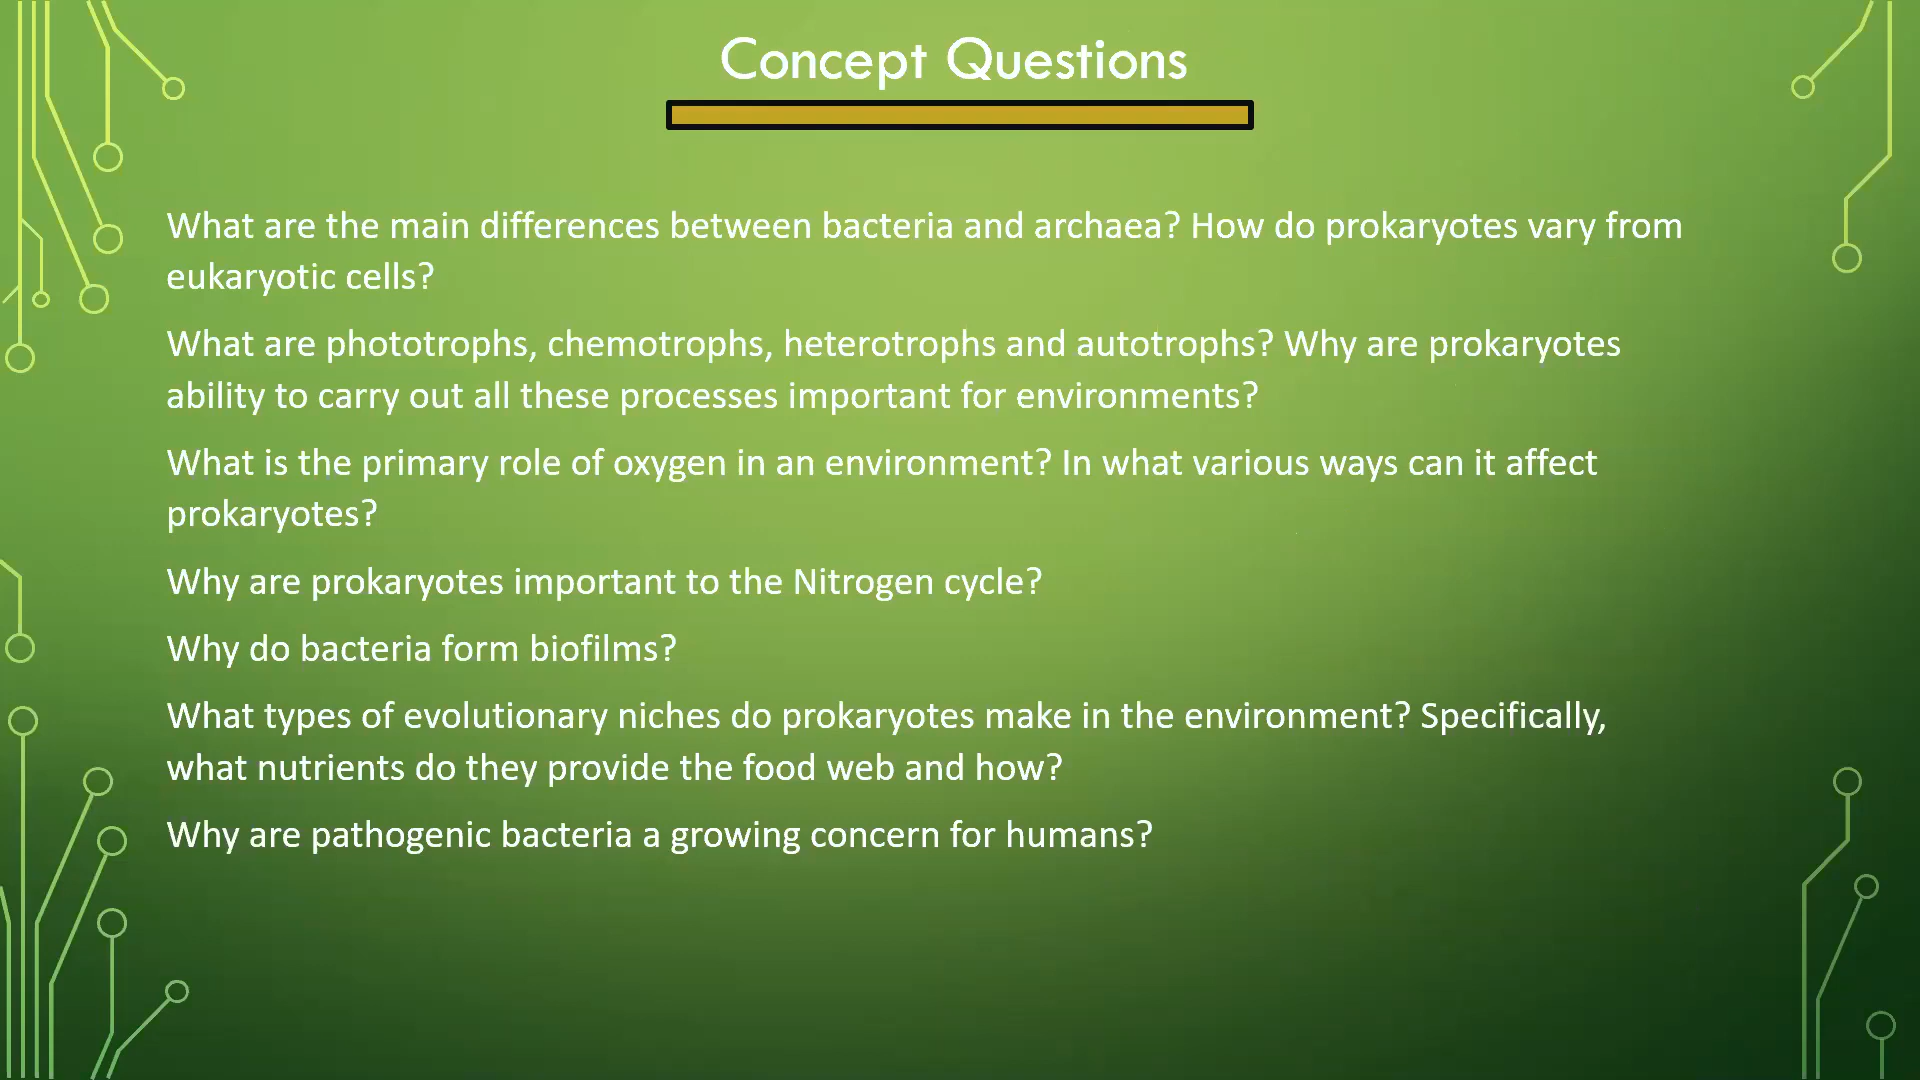 Concept Questions
What are the main differences between bacteria and archaea? How do prokaryotes vary from
eukaryotic cells?
What are phototrophs, chemotrophs, heterotrophs and autotrophs? Why are prokaryotes
ability to carry out all these processes important for environments?
What is the primary role of oxygen in an environment? In what various ways can it affect
prokaryotes?
Why are prokaryotes important to the Nitrogen cycle?
Why do bacteria form biofilms?
What types of evolutionary niches do prokaryotes make in the environment? Specifically,
what nutrients do they provide the food web and how?
Why are pathogenic bacteria a growing concern for humans?